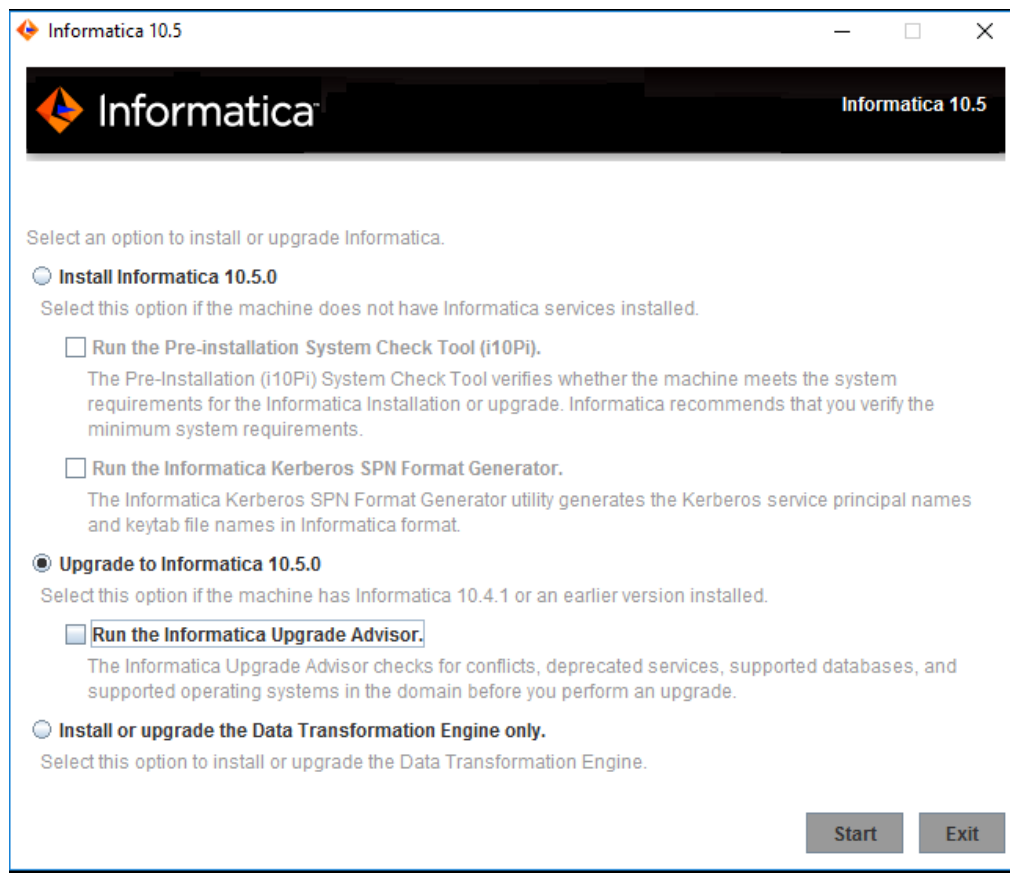 Informatica 10.5
Informatica
Informatica 10.5
Select an option to install or upgrade Informatica.
Install Informatica 10.5.0
Select this option if the machine does not have Informatica services installed.
Run the Pre-installation System Check Tool (i10Pi).
The Pre-Installation (i10Pi) System Check Tool verifies whether the machine meets the system
requirements for the Informatica Installation or upgrade. Informatica recommends that you verify the
minimum system requirements.
Run the Informatica Kerberos SPN Format Generator.
The Informatica Kerberos SPN Format Generator utility generates the Kerberos service principal names
and keytab file names in Informatica format.
Upgrade to Informatica 10.5.0
Select this option if the machine has Informatica 10.4.1 or an earlier version installed.
Run the Informatica Upgrade Advisor.
The Informatica Upgrade Advisor checks for conflicts, deprecated services, supported databases, and
supported operating systems in the domain before you perform an upgrade.
Install or upgrade the Data Transformation Engine only.
Select this option to install or upgrade the Data Transformation Engine.
Start Exit